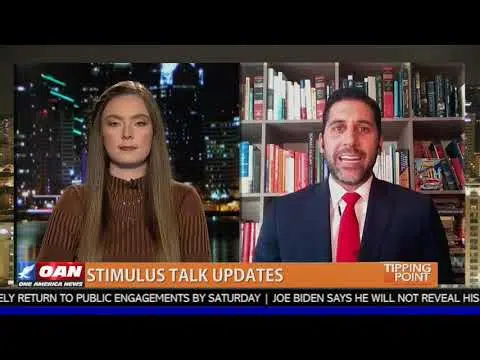 OAN
ONE AMERICA NEWS
STIMULUS TALK UPDATES
TIPPING
POINT
ELY RETURN TO PUBLIC ENGAGEMENTS BY SATURDAY | JOE BIDEN SAYS HE WILL NOT REVEAL HIS